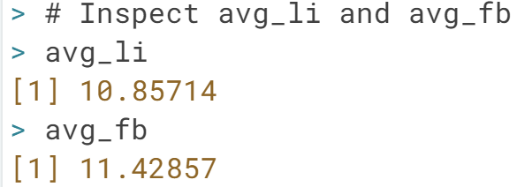 > # Inspect avg_li and avg_fb
> avg_li
[1] 10.85714
> avg_fb
[1] 11.42857